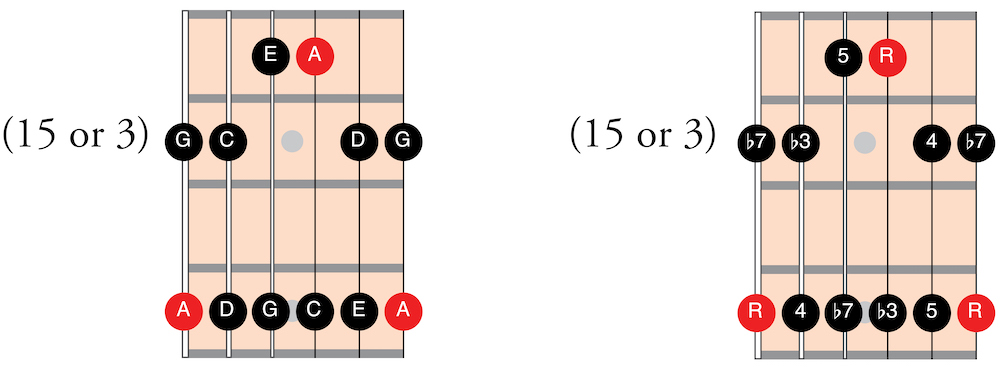 E A 5 R
(15 or 3) G C D G (15 or 3) ♭7 ♭3 4 ♭7
A D G C E A R 4 ♭7 ♭3 5 R